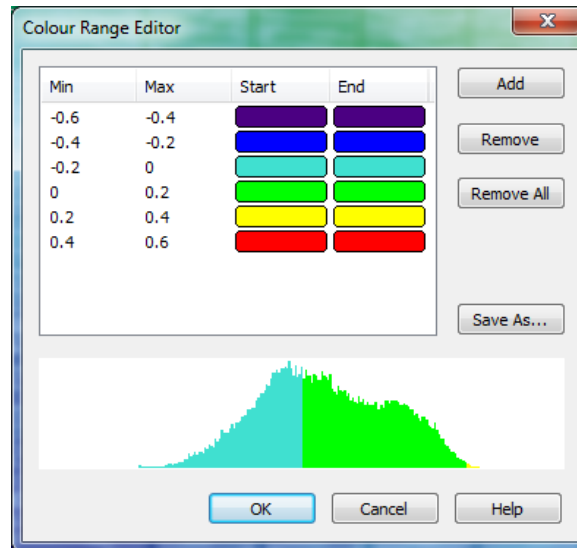 Colour Range Editor
Min Max Start End
-0.6 -0.4
-0.4 -0.2
-0.2 0
0 0.2
0.2 0.4
0.4 0.6
Add
Remove
Remove All
Save As...
OK Cancel Help